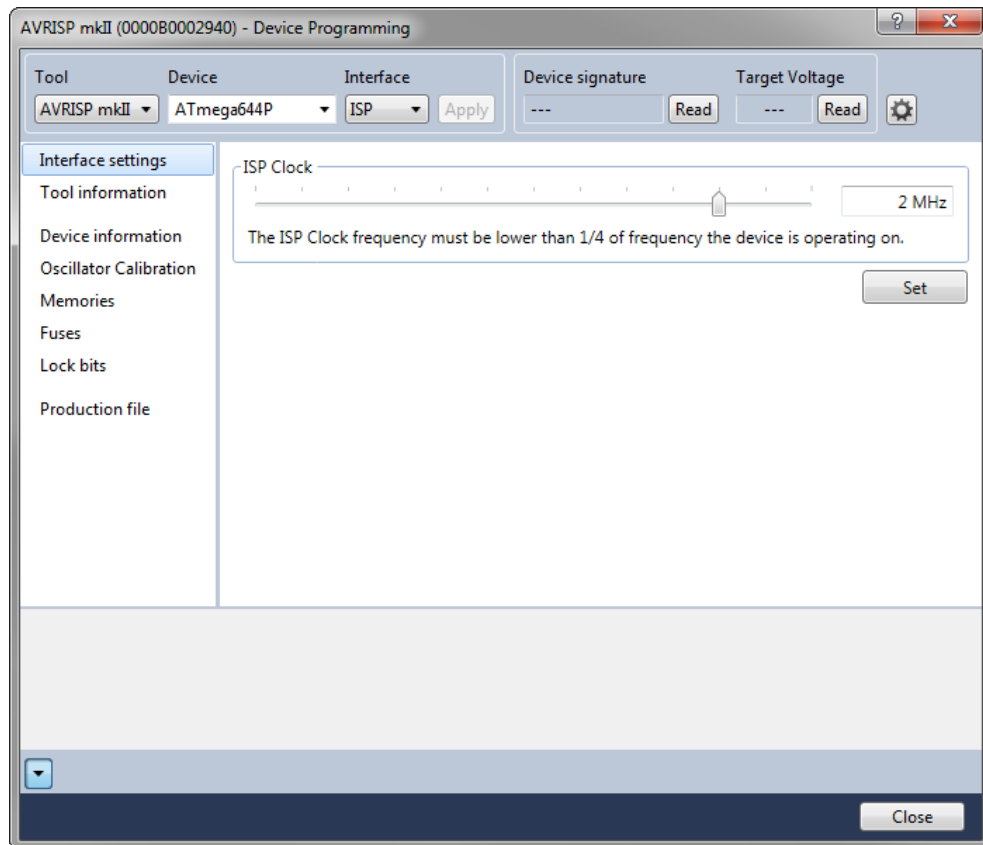 AVRISP mkII (0000B0002940) - Device Programming
?
Tool Device Interface Device signature Target Voltage
AVRISP mkII ATmega644P ISP Apply --- Read --- Read
Interface settings
Tool information
Device information
Oscillator Calibration
Memories
Fuses
Lock bits
Production file
ISP Clock
2 MHz
The ISP Clock frequency must be lower than 1/4 of frequency the device is operating on.
Set
Close